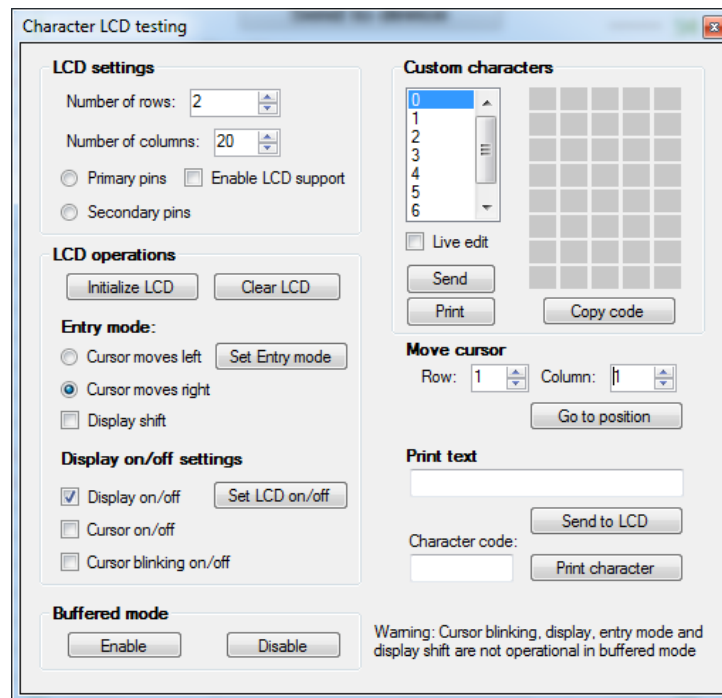 Character LCD testing
LCD settings
Number of rows: 2
Number of columns: 20
Primary pins Enable LCD support
Secondary pins
LCD operations
Initialize LCD Clear LCD
Entry mode:
Cursor moves left Set Entry mode
Cursor moves right
Display shift
Display on/off settings
Display on/off Set LCD on/off
Cursor on/off
Cursor blinking on/off
Buffered mode
Enable Disable
Custom characters
0
1
2
3
4
5
6
Live edit
Send
Print Copy code
Move cursor
Row: 1 Column: 1
Go to position
Print text
Send to LCD
Character code:
Print character
Warning: Cursor blinking, display, entry mode and
display shift are not operational in buffered mode